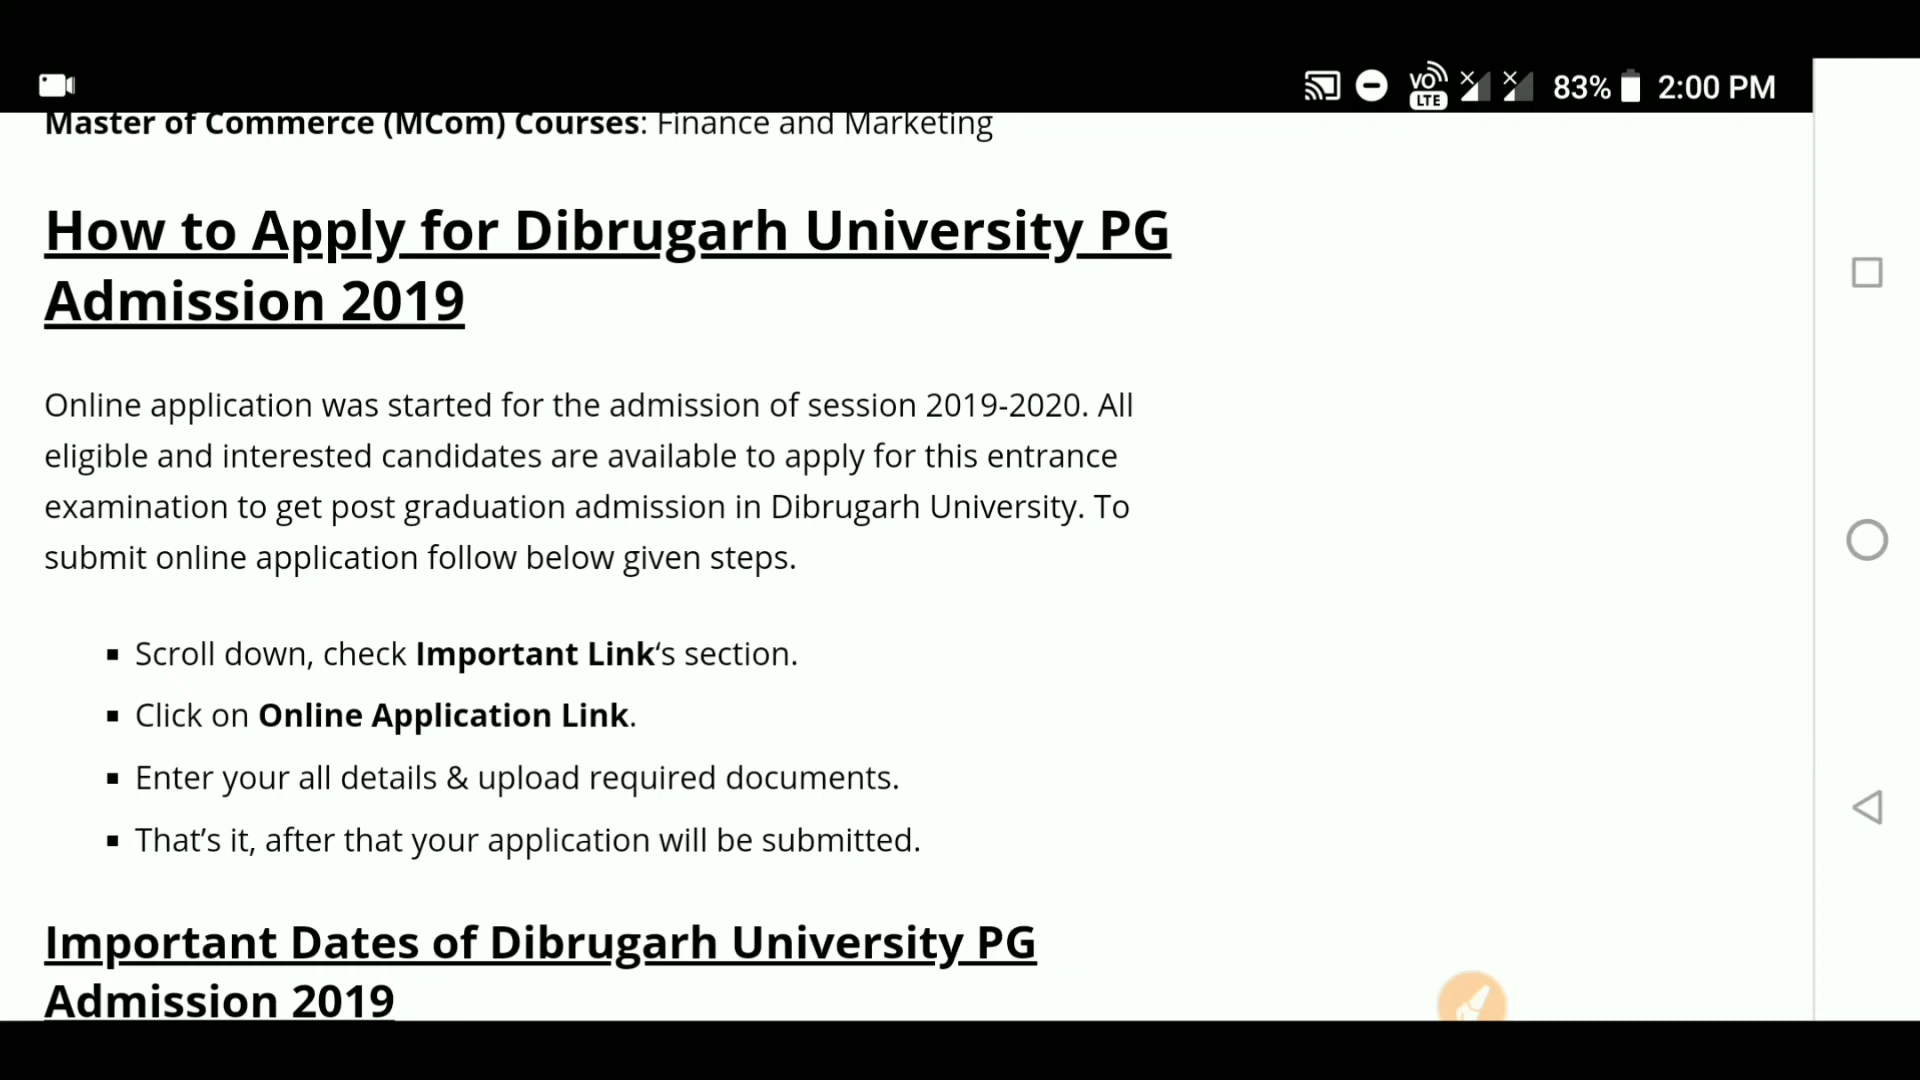 VO LTE 83% 2:00 PM
Master of Commerce (MCom) Courses: Finance and Marketing
How to Apply for Dibrugarh University PG
Admission 2019
Online application was started for the admission of session 2019-2020. All
eligible and interested candidates are available to apply for this entrance
examination to get post graduation admission in Dibrugarh University. To
submit online application follow below given steps.
▪ Scroll down, check Important Link‘s section.
▪ Click on Online Application Link.
▪ Enter your all details & upload required documents.
▪ That’s it, after that your application will be submitted.
Important Dates of Dibrugarh University PG
Admission 2019